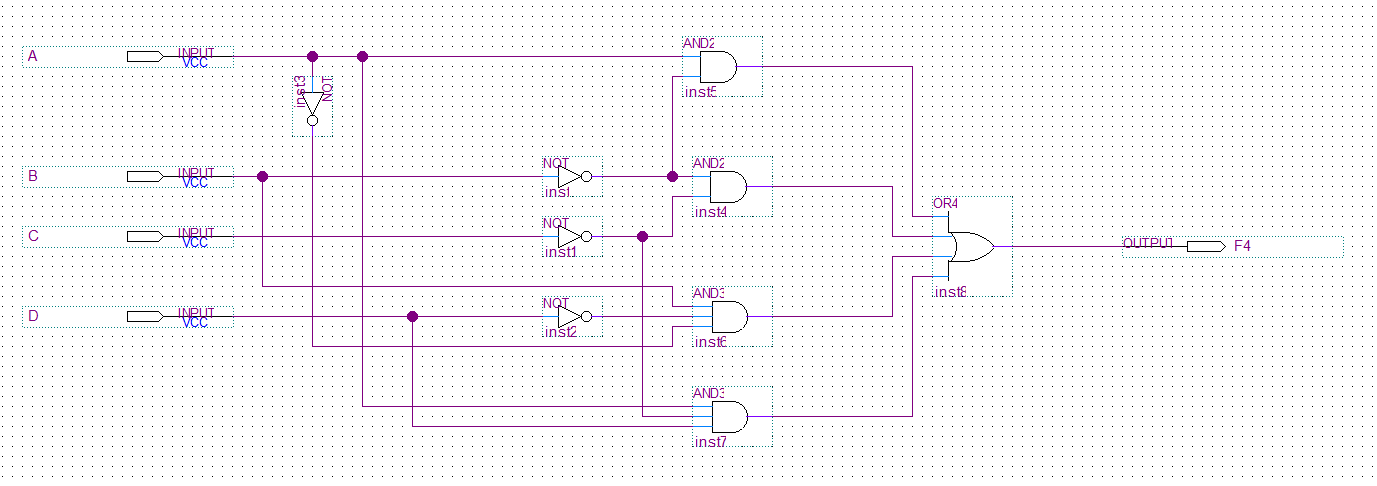 A INPUT VCC
AND2
inst5
inst3 NOT
B INPUT VCC
NOT
inst
AND2
inst4
C INPUT VCC
NOT
inst1
OR4
inst8
OUTPUT F4
D INPUT VCC
NOT
inst2
AND3
inst6
AND3
inst7